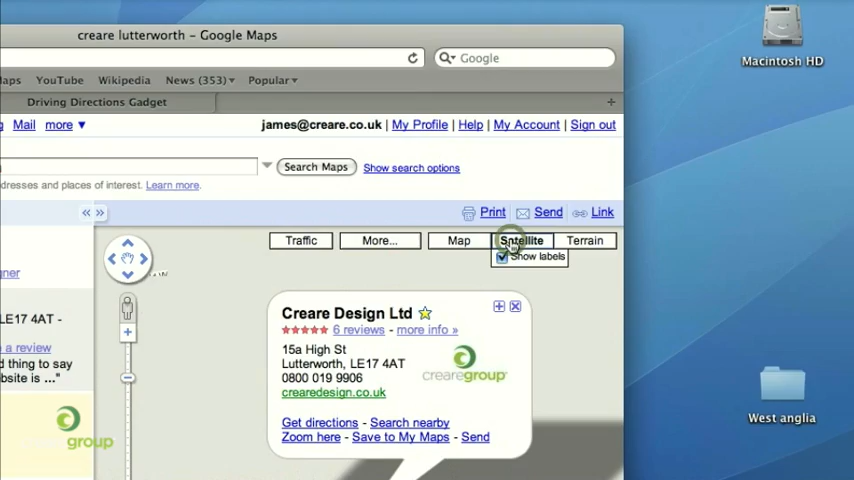 creare lutterworth – Google Maps
Google
Macintosh HD
aps YouTube Wikipedia News (353) Popular
Driving Directions Gadget
Mail more ▼ james@creare.co.uk | My Profile | Help | My Account | Sign out
Search Maps Show search options
dresses and places of interest. Learn more.
« » Print Send Link
Traffic More... Map Satellite Terrain
Show labels
gner
Creare Design Ltd
6 reviews - more info »
15a High St
Lutterworth, LE17 4AT
0800 019 9906
crearedesign.co.uk
crearegroup
LE17 4AT -
e a review
d thing to say
bsite is ..."
Get directions - Search nearby
Zoom here - Save to My Maps - Send
West anglia
creare group